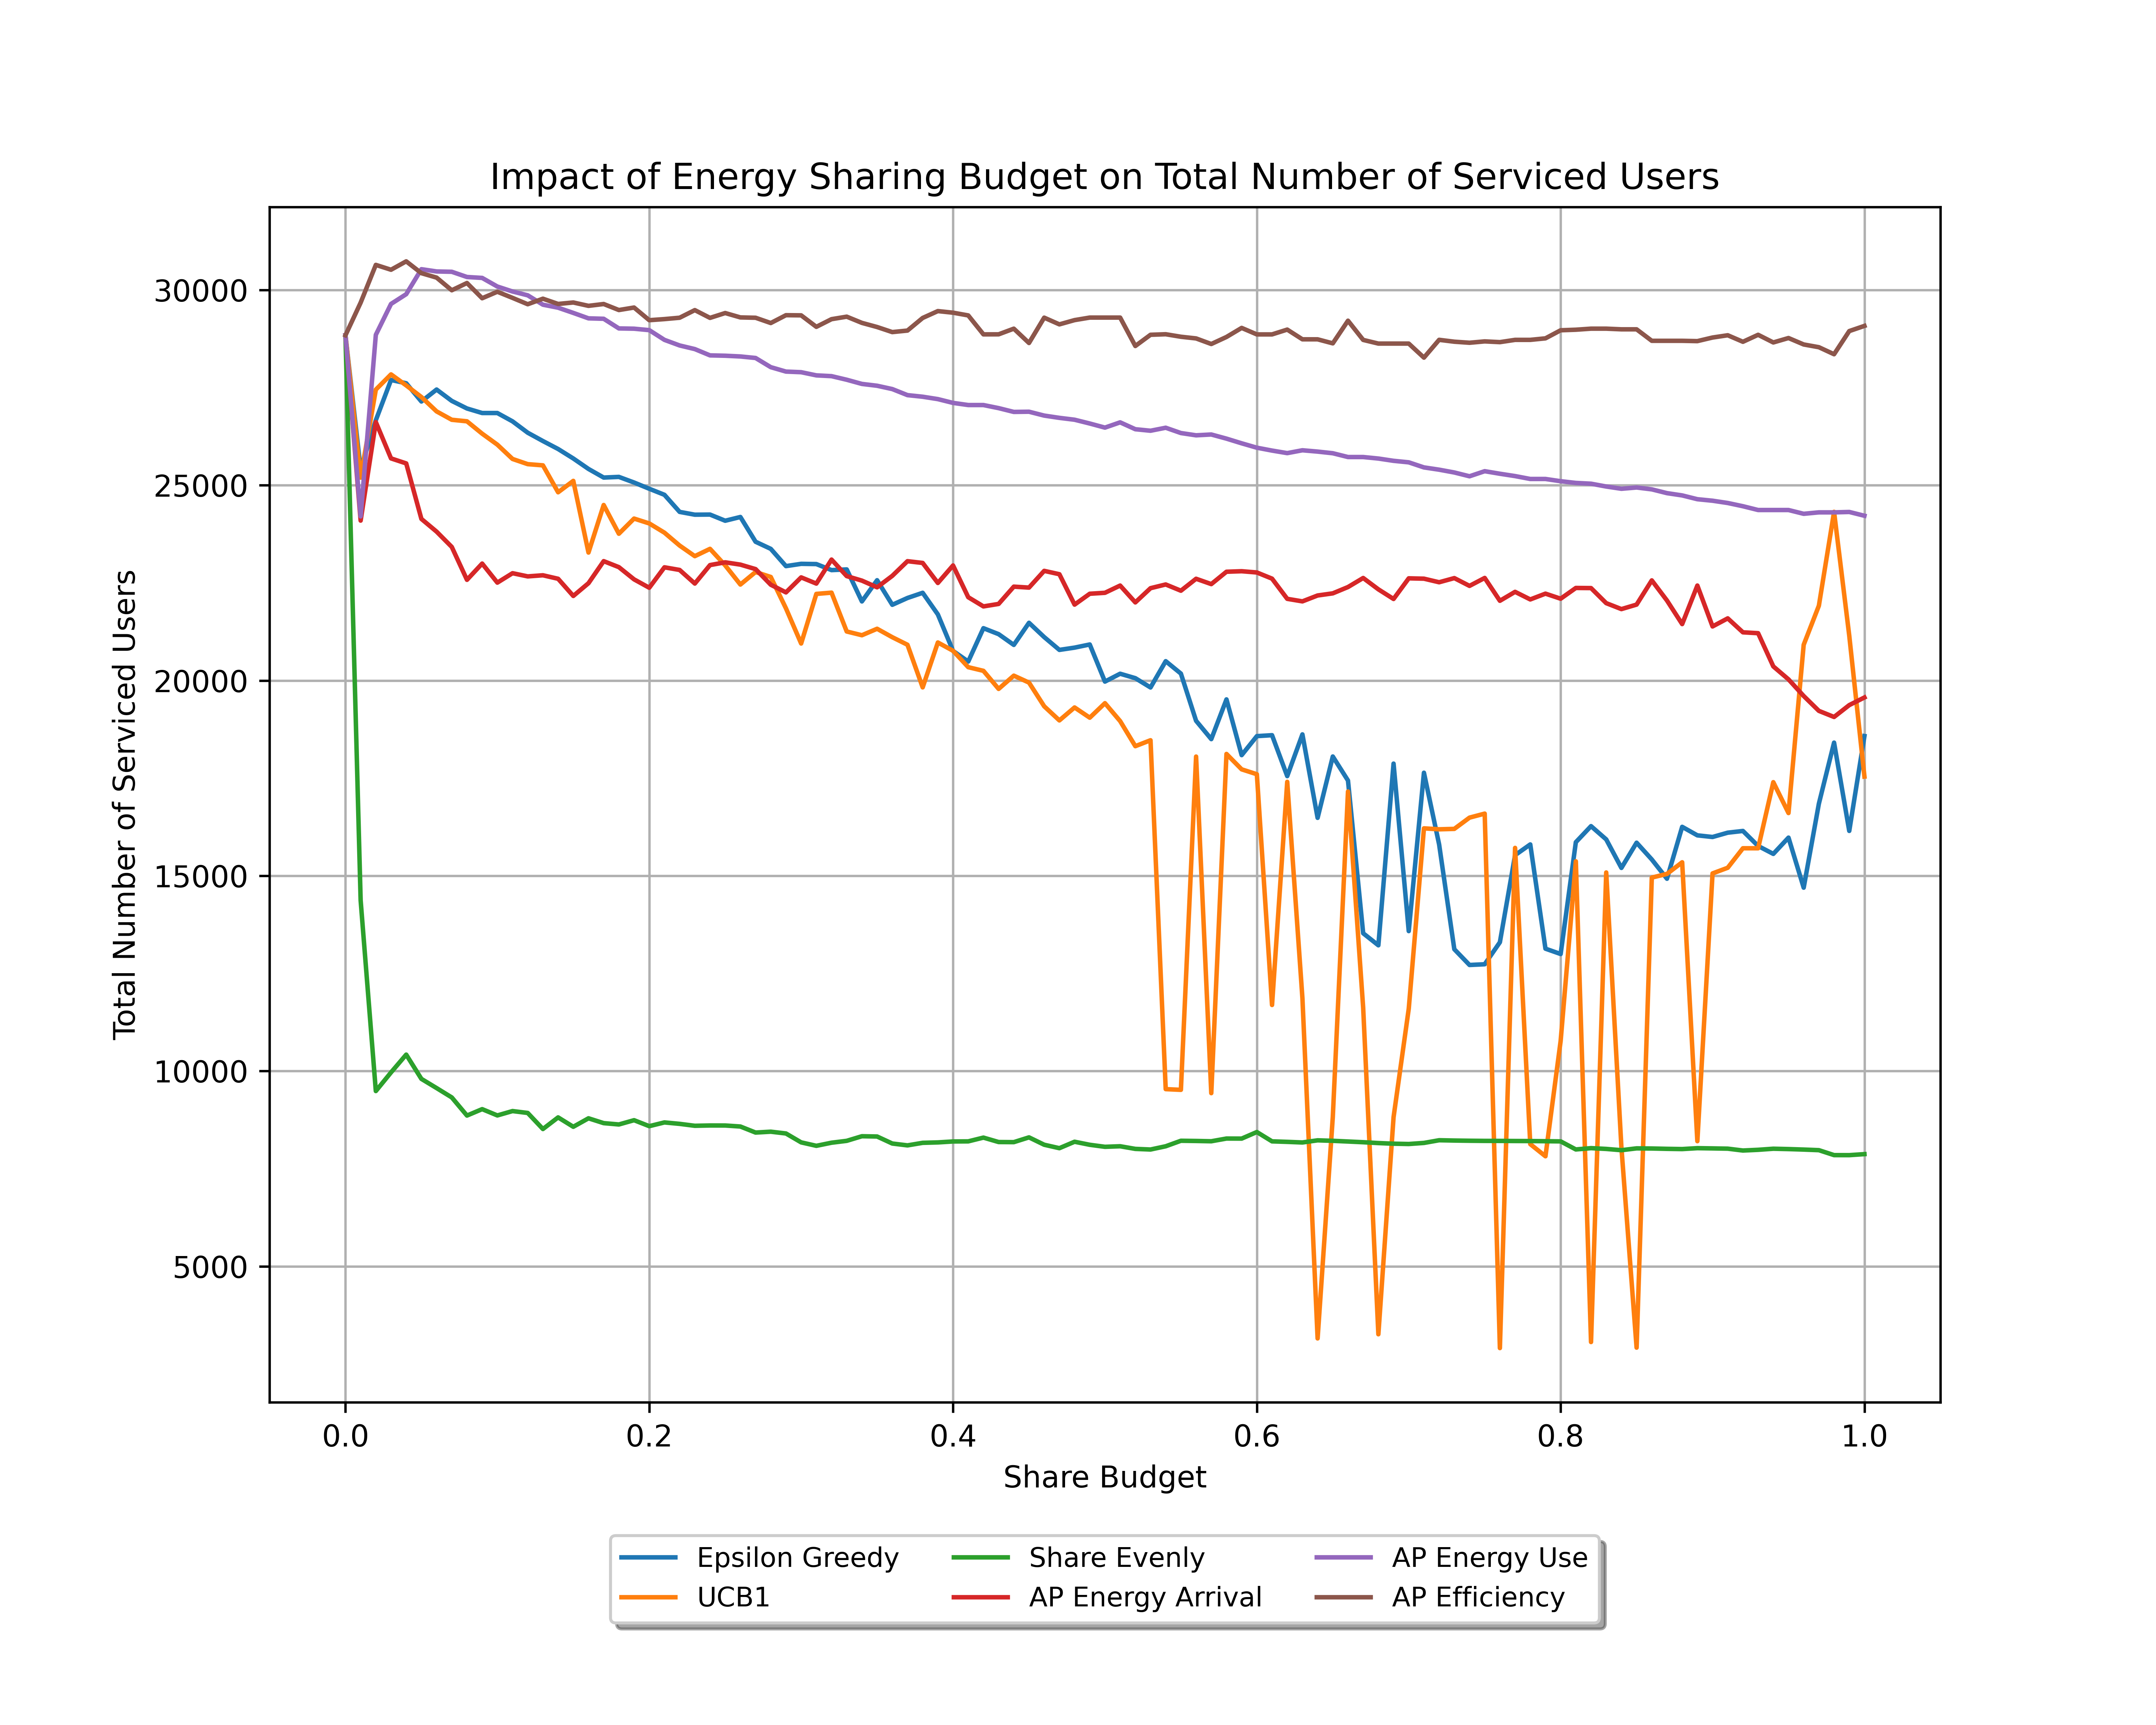 Impact of Energy Sharing Budget on Total Number of Serviced Users
Total Number of Serviced Users
30000
25000
20000
15000
10000
5000
0.0 0.2 0.4 0.6 0.8 1.0
Share Budget
Epsilon Greedy Share Evenly AP Energy Use
UCB1 AP Energy Arrival AP Efficiency